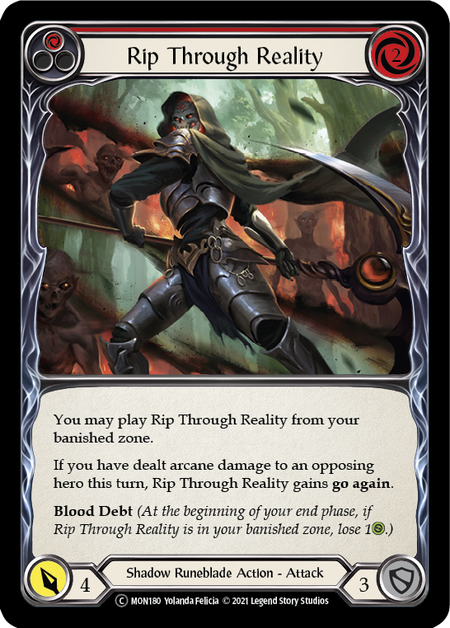 Rip Through Reality
2
You may play Rip Through Reality from your
banished zone.
If you have dealt arcane damage to an opposing
hero this turn, Rip Through Reality gains go again.
Blood Debt (At the beginning of your end phase, if
Rip Through Reality is in your banished zone, lose 1.)
4
Shadow Runeblade Action - Attack
3
C MON180 Yolanda Felicia © 2021 Legend Story Studios